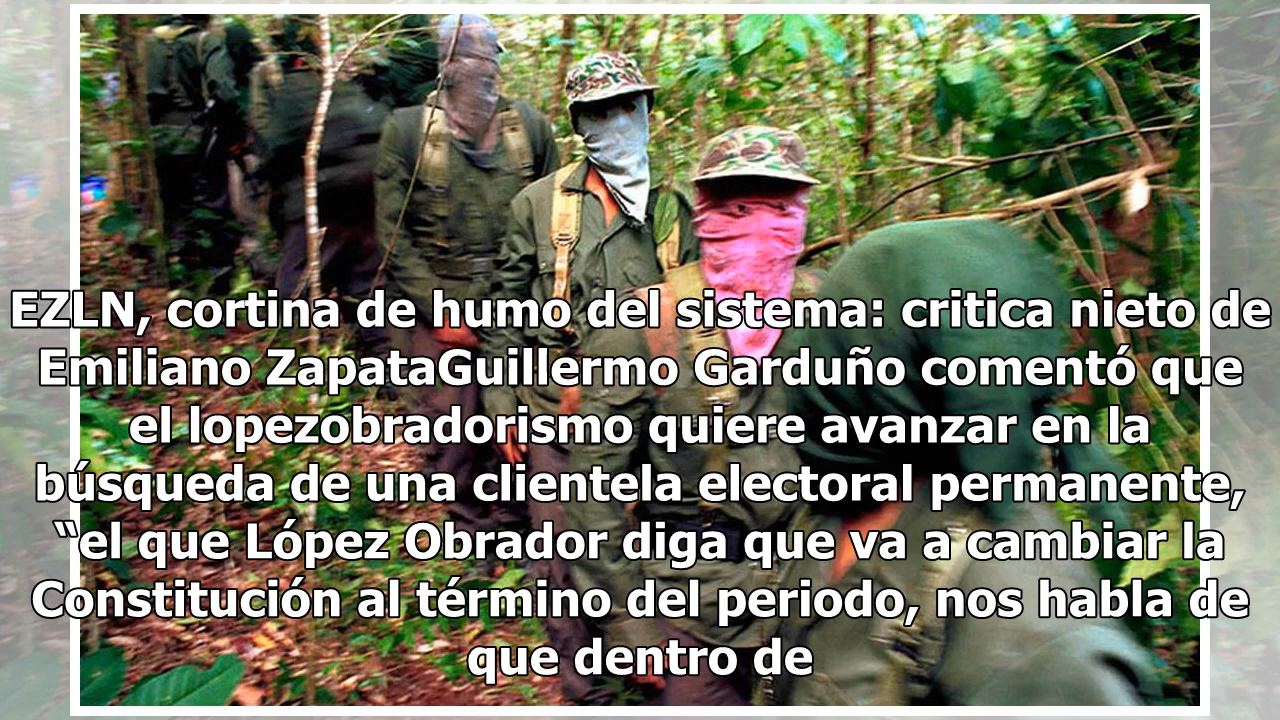 EZLN, cortina de humo del sistema: critica nieto de
Emiliano ZapataGuillermo Garduño comentó que
el lopezobradorismo quiere avanzar en la
búsqueda de una clientela electoral permanente,
“el que López Obrador diga que va a cambiar la
Constitución al término del periodo, nos habla de
que dentro de